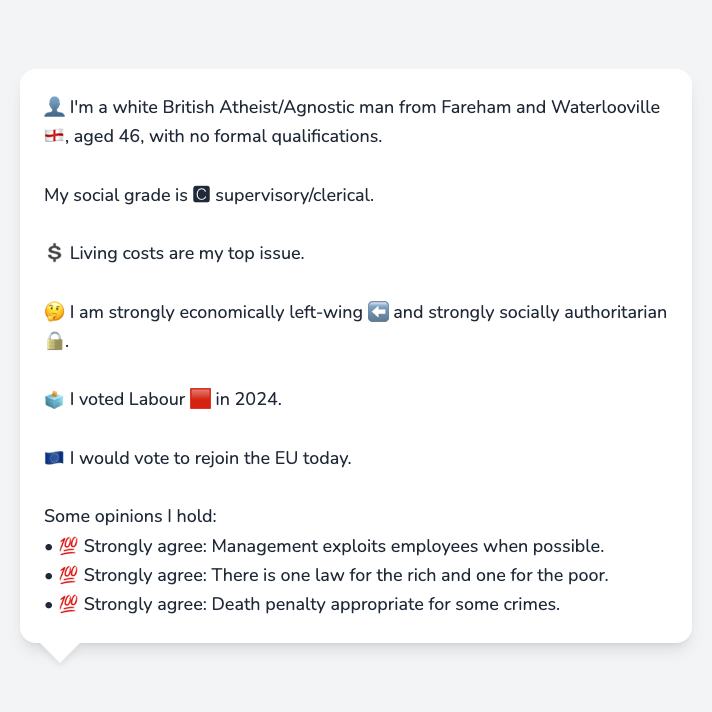 👤 I'm a white British Atheist/Agnostic man from Fareham and Waterlooville
🏴󠁧󠁢󠁥󠁮󠁧󠁿, aged 46, with no formal qualifications.
My social grade is 🅲 supervisory/clerical.
💲 Living costs are my top issue.
🤔 I am strongly economically left-wing ⬅️ and strongly socially authoritarian
🔒.
🗳️ I voted Labour 🟥 in 2024.
🇪🇺 I would vote to rejoin the EU today.
Some opinions I hold:
• 💯 Strongly agree: Management exploits employees when possible.
• 💯 Strongly agree: There is one law for the rich and one for the poor.
• 💯 Strongly agree: Death penalty appropriate for some crimes.